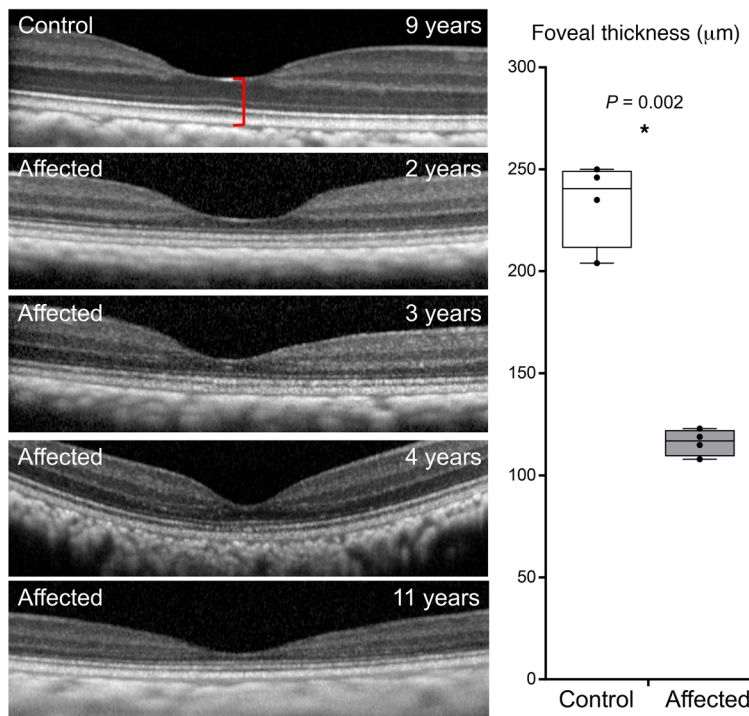 Control 9 years
Affected 2 years
Affected 3 years
Affected 4 years
Affected 11 years
Foveal thickness (μm)
300
P = 0.002
*
250
200
150
100
50
0
Control Affected